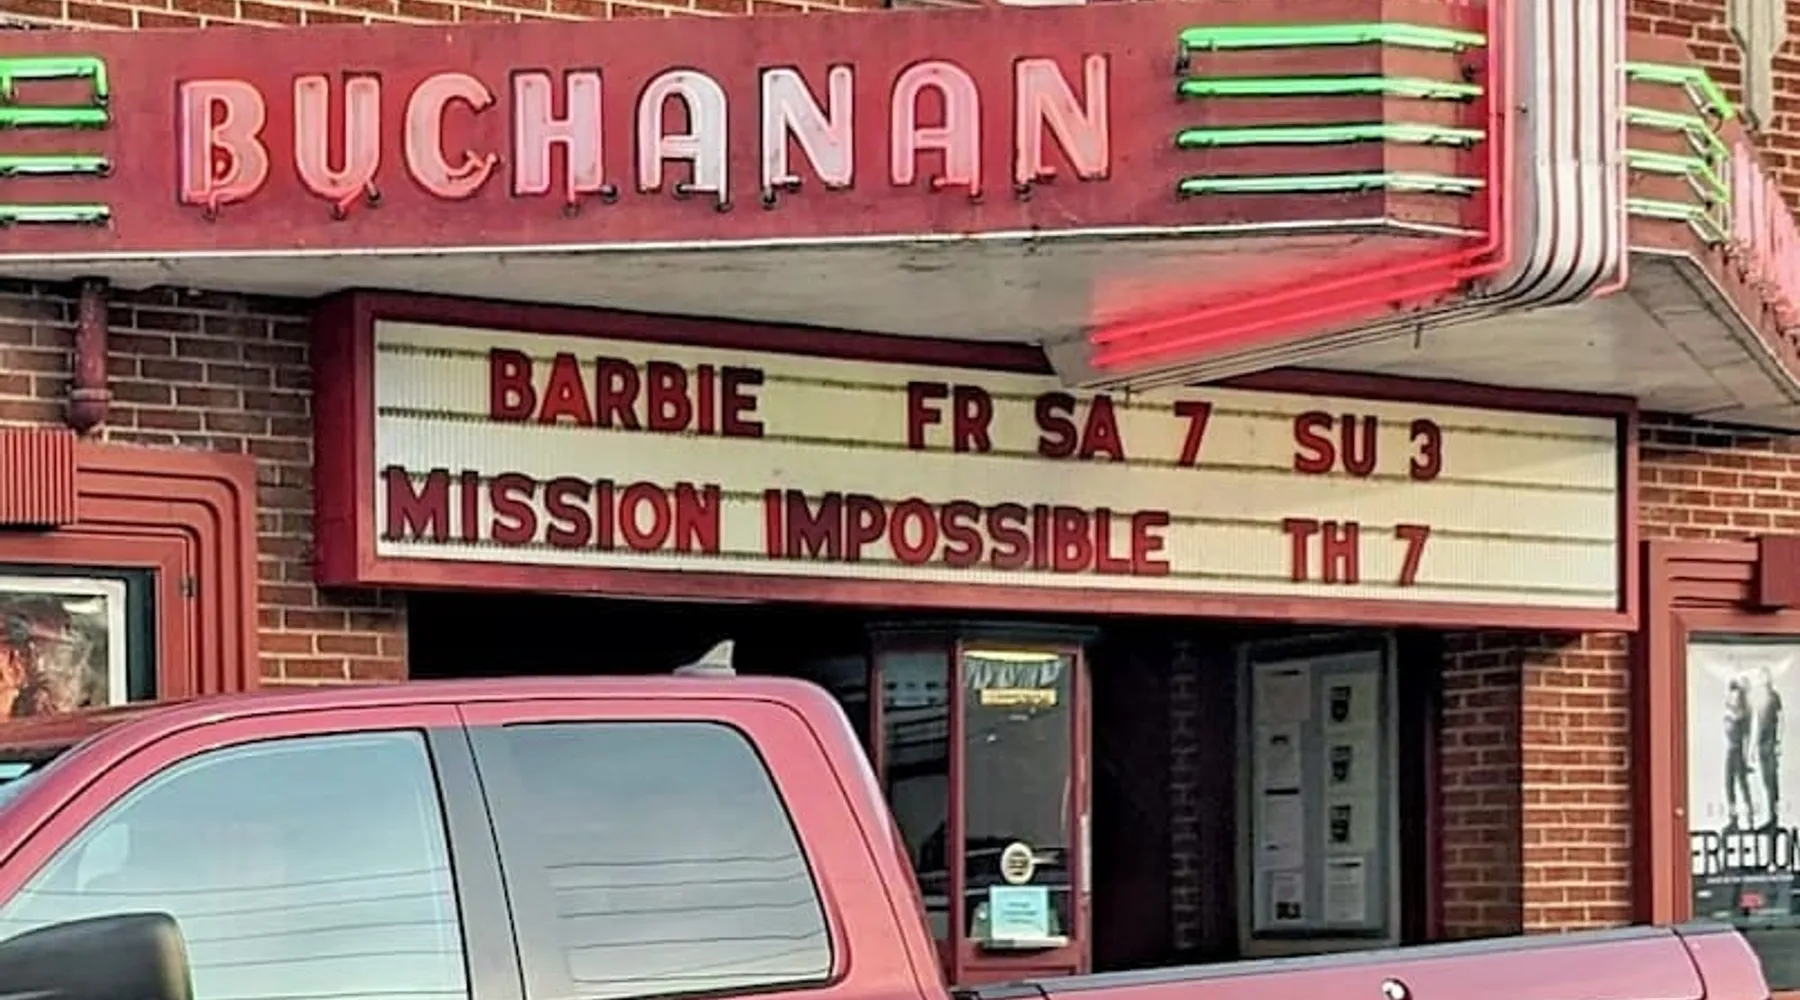 BUCHANAN
BARBIE FR SA 7 SU 3
MISSION IMPOSSIBLE TH 7
FREEDOM